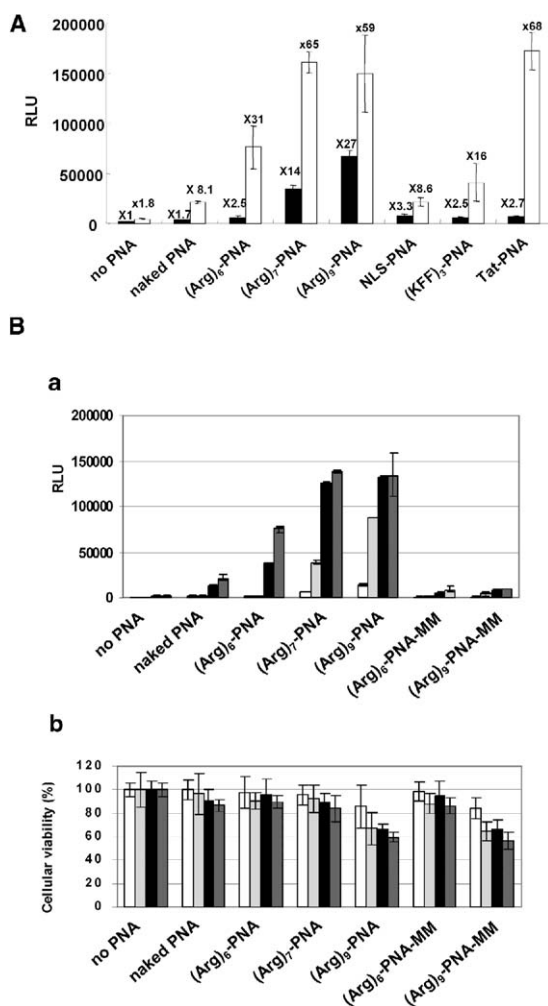 A
200000
150000
100000
50000
0
RLU
X1
x1.8
X1.7
X 8.1
X2.5
X31
X14
x65
X27
x59
X3.3
X8.6
X2.5
X16
X2.7
x68
no PNA
naked PNA
(Arg)6-PNA
(Arg)7-PNA
(Arg)9-PNA
NLS-PNA
(KFF)3-PNA
Tat-PNA
B
a
200000
150000
100000
50000
0
RLU
no PNA
naked PNA
(Arg)6-PNA
(Arg)7-PNA
(Arg)9-PNA
(Arg)6-PNA-MM
(Arg)9-PNA-MM
b
120
100
80
60
40
20
0
Cellular viability (%)
no PNA
naked PNA
(Arg)6-PNA
(Arg)7-PNA
(Arg)9-PNA
(Arg)6-PNA-MM
(Arg)9-PNA-MM